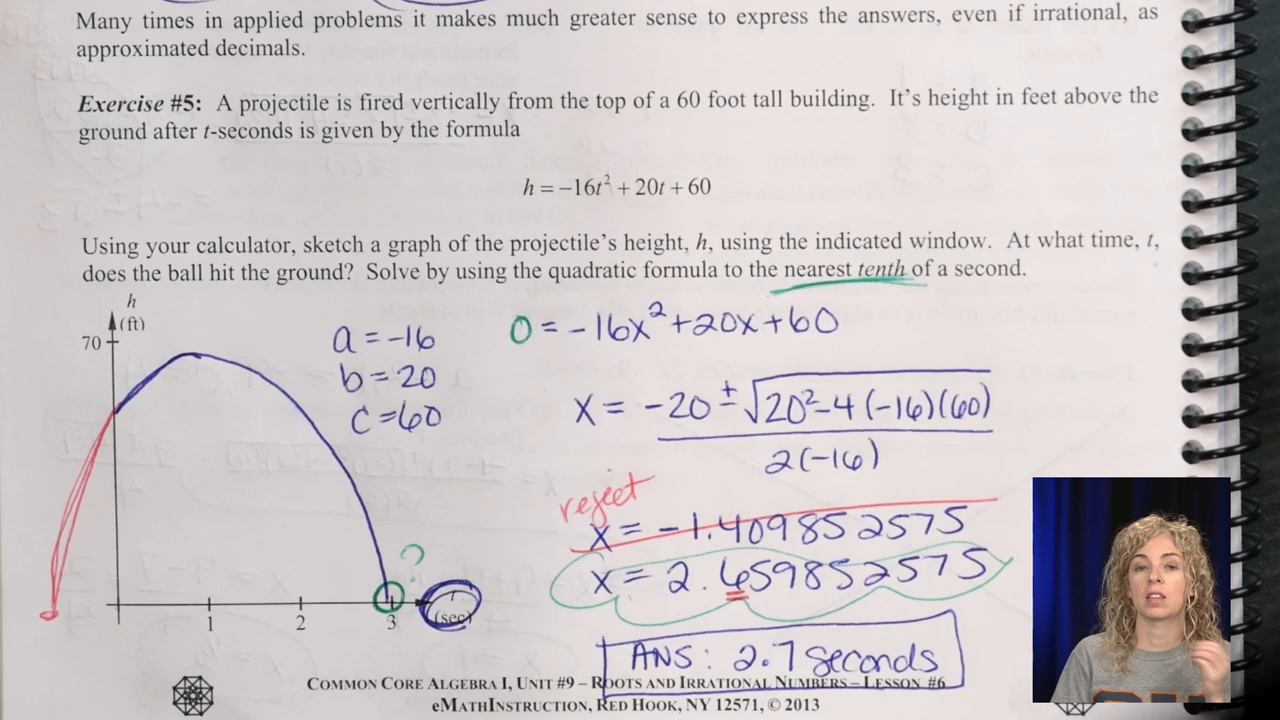 Many times in applied problems it makes much greater sense to express the answers, even if irrational, as
approximated decimals.
Exercise #5: A projectile is fired vertically from the top of a 60 foot tall building. It's height in feet above the
ground after t-seconds is given by the formula
h = −16t² + 20t + 60
Using your calculator, sketch a graph of the projectile's height, h, using the indicated window. At what time, t,
does the ball hit the ground? Solve by using the quadratic formula to the nearest tenth of a second.
h
(ft)
70
a = -16
b = 20
c = 60
0 = -16x² + 20x + 60
x = -20 ± √20² - 4(-16)(60)
2(-16)
reject
x = -1.409852575
x = 2.659852575
?
1
2
3
(sec)
ANS: 2.7 seconds
COMMON CORE ALGEBRA I, UNIT #9 – ROOTS AND IRRATIONAL NUMBERS – LESSON #6
eMATHINSTRUCTION, RED HOOK, NY 12571, © 2013